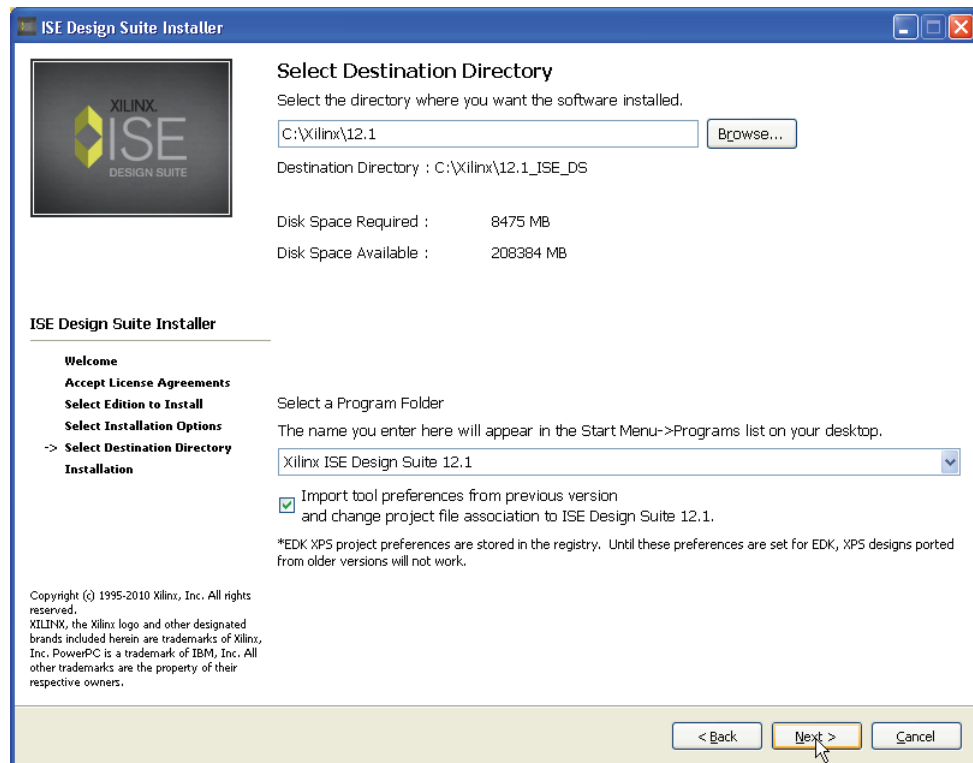 ISE Design Suite Installer
XILINX
ISE
DESIGN SUITE
Select Destination Directory
Select the directory where you want the software installed.
C:\Xilinx\12.1
Browse...
Destination Directory : C:\Xilinx\12.1_ISE_DS
Disk Space Required : 8475 MB
Disk Space Available : 208384 MB
ISE Design Suite Installer
Welcome
Accept License Agreements
Select Edition to Install
Select Installation Options
-> Select Destination Directory
Installation
Select a Program Folder
The name you enter here will appear in the Start Menu->Programs list on your desktop.
Xilinx ISE Design Suite 12.1
Import tool preferences from previous version
and change project file association to ISE Design Suite 12.1.
*EDK XPS project preferences are stored in the registry. Until these preferences are set for EDK, XPS designs ported
from older versions will not work.
Copyright (c) 1995-2010 Xilinx, Inc. All rights
reserved.
XILINX, the Xilinx logo and other designated
brands included herein are trademarks of Xilinx,
Inc. PowerPC is a trademark of IBM, Inc. All
other trademarks are the property of their
respective owners.
< Back
Next >
Cancel